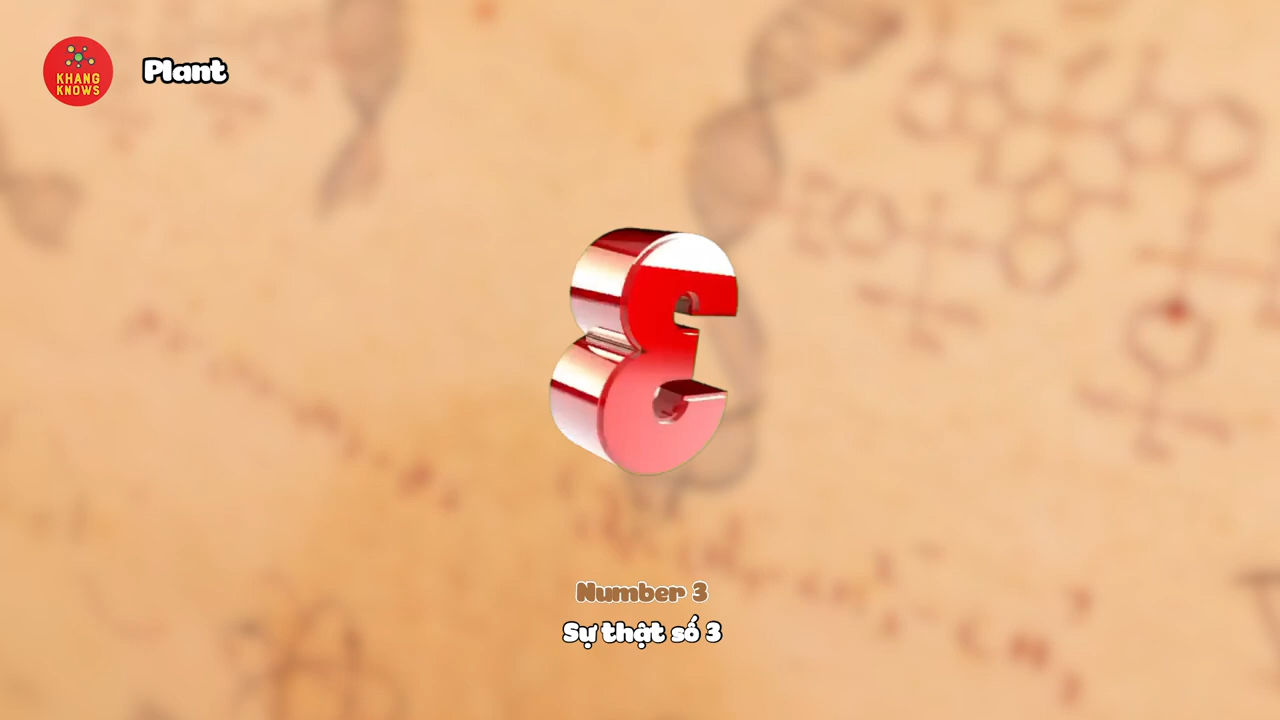 KHANG
KNOWS
Plant
3
Number 3
Sự thật số 3